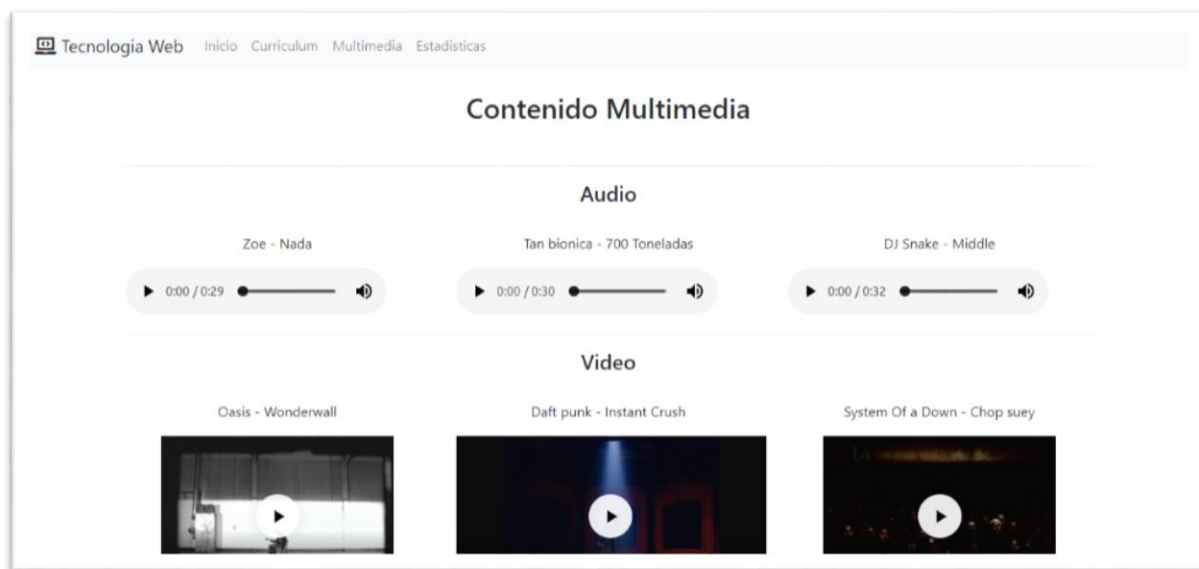 Tecnologia Web Inicio Curriculum Multimedia Estadisticas
Contenido Multimedia
Audio
Zoe - Nada Tan bionica - 700 Toneladas DJ Snake - Middle
0:00 / 0:29 0:00 / 0:30 0:00 / 0:32
Video
Oasis - Wonderwall Daft punk - Instant Crush System Of a Down - Chop suey